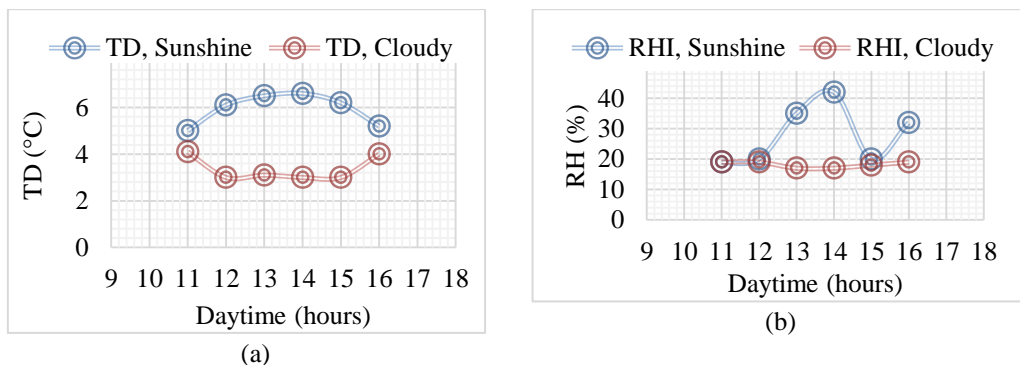 TD, Sunshine TD, Cloudy
TD (°C)
6
4
2
0
9 10 11 12 13 14 15 16 17 18
Daytime (hours)
(a)
RHI, Sunshine RHI, Cloudy
RH (%)
40
30
20
10
0
9 10 11 12 13 14 15 16 17 18
Daytime (hours)
(b)